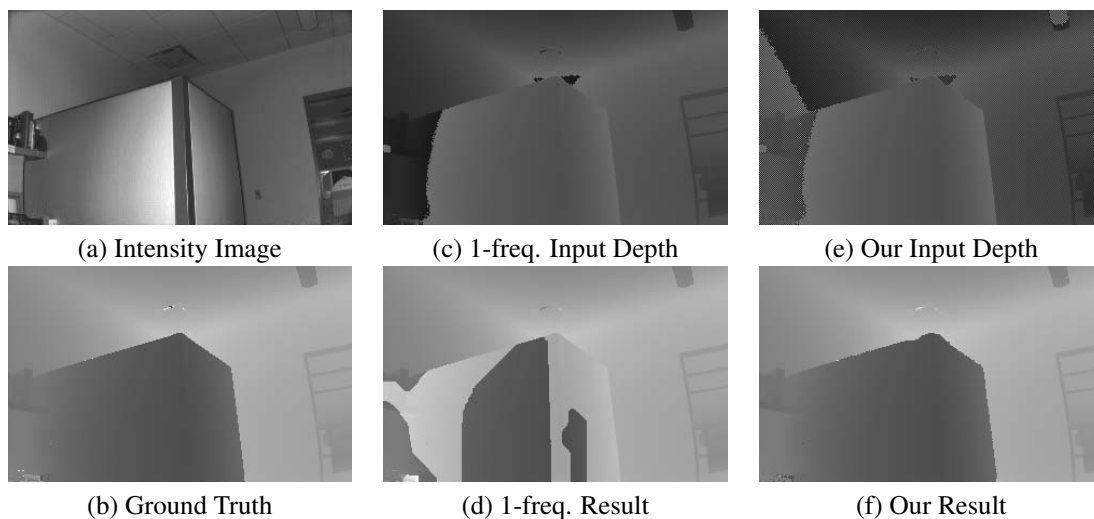 (a) Intensity Image
(c) 1-freq. Input Depth
(e) Our Input Depth
(b) Ground Truth
(d) 1-freq. Result
(f) Our Result